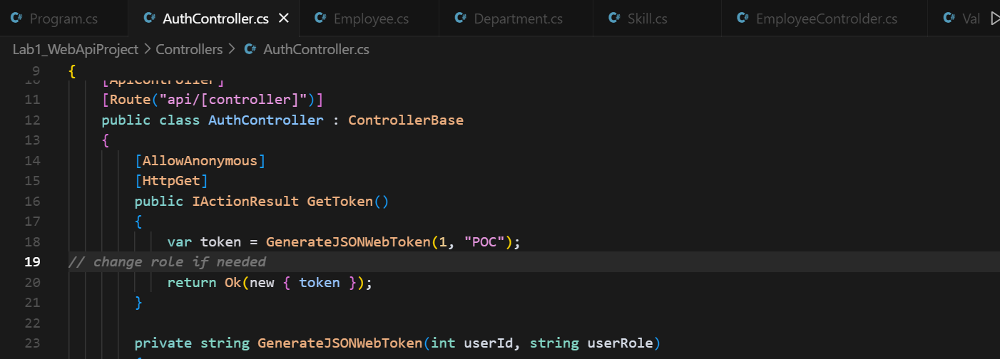 Program.cs AuthController.cs Employee.cs Department.cs Skill.cs EmployeeControlder.cs Val
Lab1_WebApiProject > Controllers > AuthController.cs
9 {
10 [ApiController]
11 [Route("api/[controller]")]
12 public class AuthController : ControllerBase
13 {
14 [AllowAnonymous]
15 [HttpGet]
16 public IActionResult GetToken()
17 {
18 var token = GenerateJSONWebToken(1, "POC");
19 // change role if needed
20 return Ok(new { token });
21 }
22
23 private string GenerateJSONWebToken(int userId, string userRole)